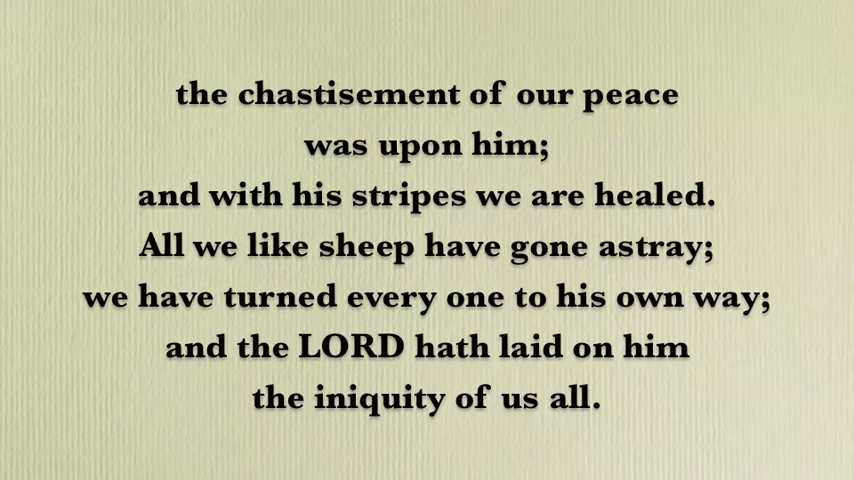 the chastisement of our peace
was upon him;
and with his stripes we are healed.
All we like sheep have gone astray;
we have turned every one to his own way;
and the LORD hath laid on him
the iniquity of us all.